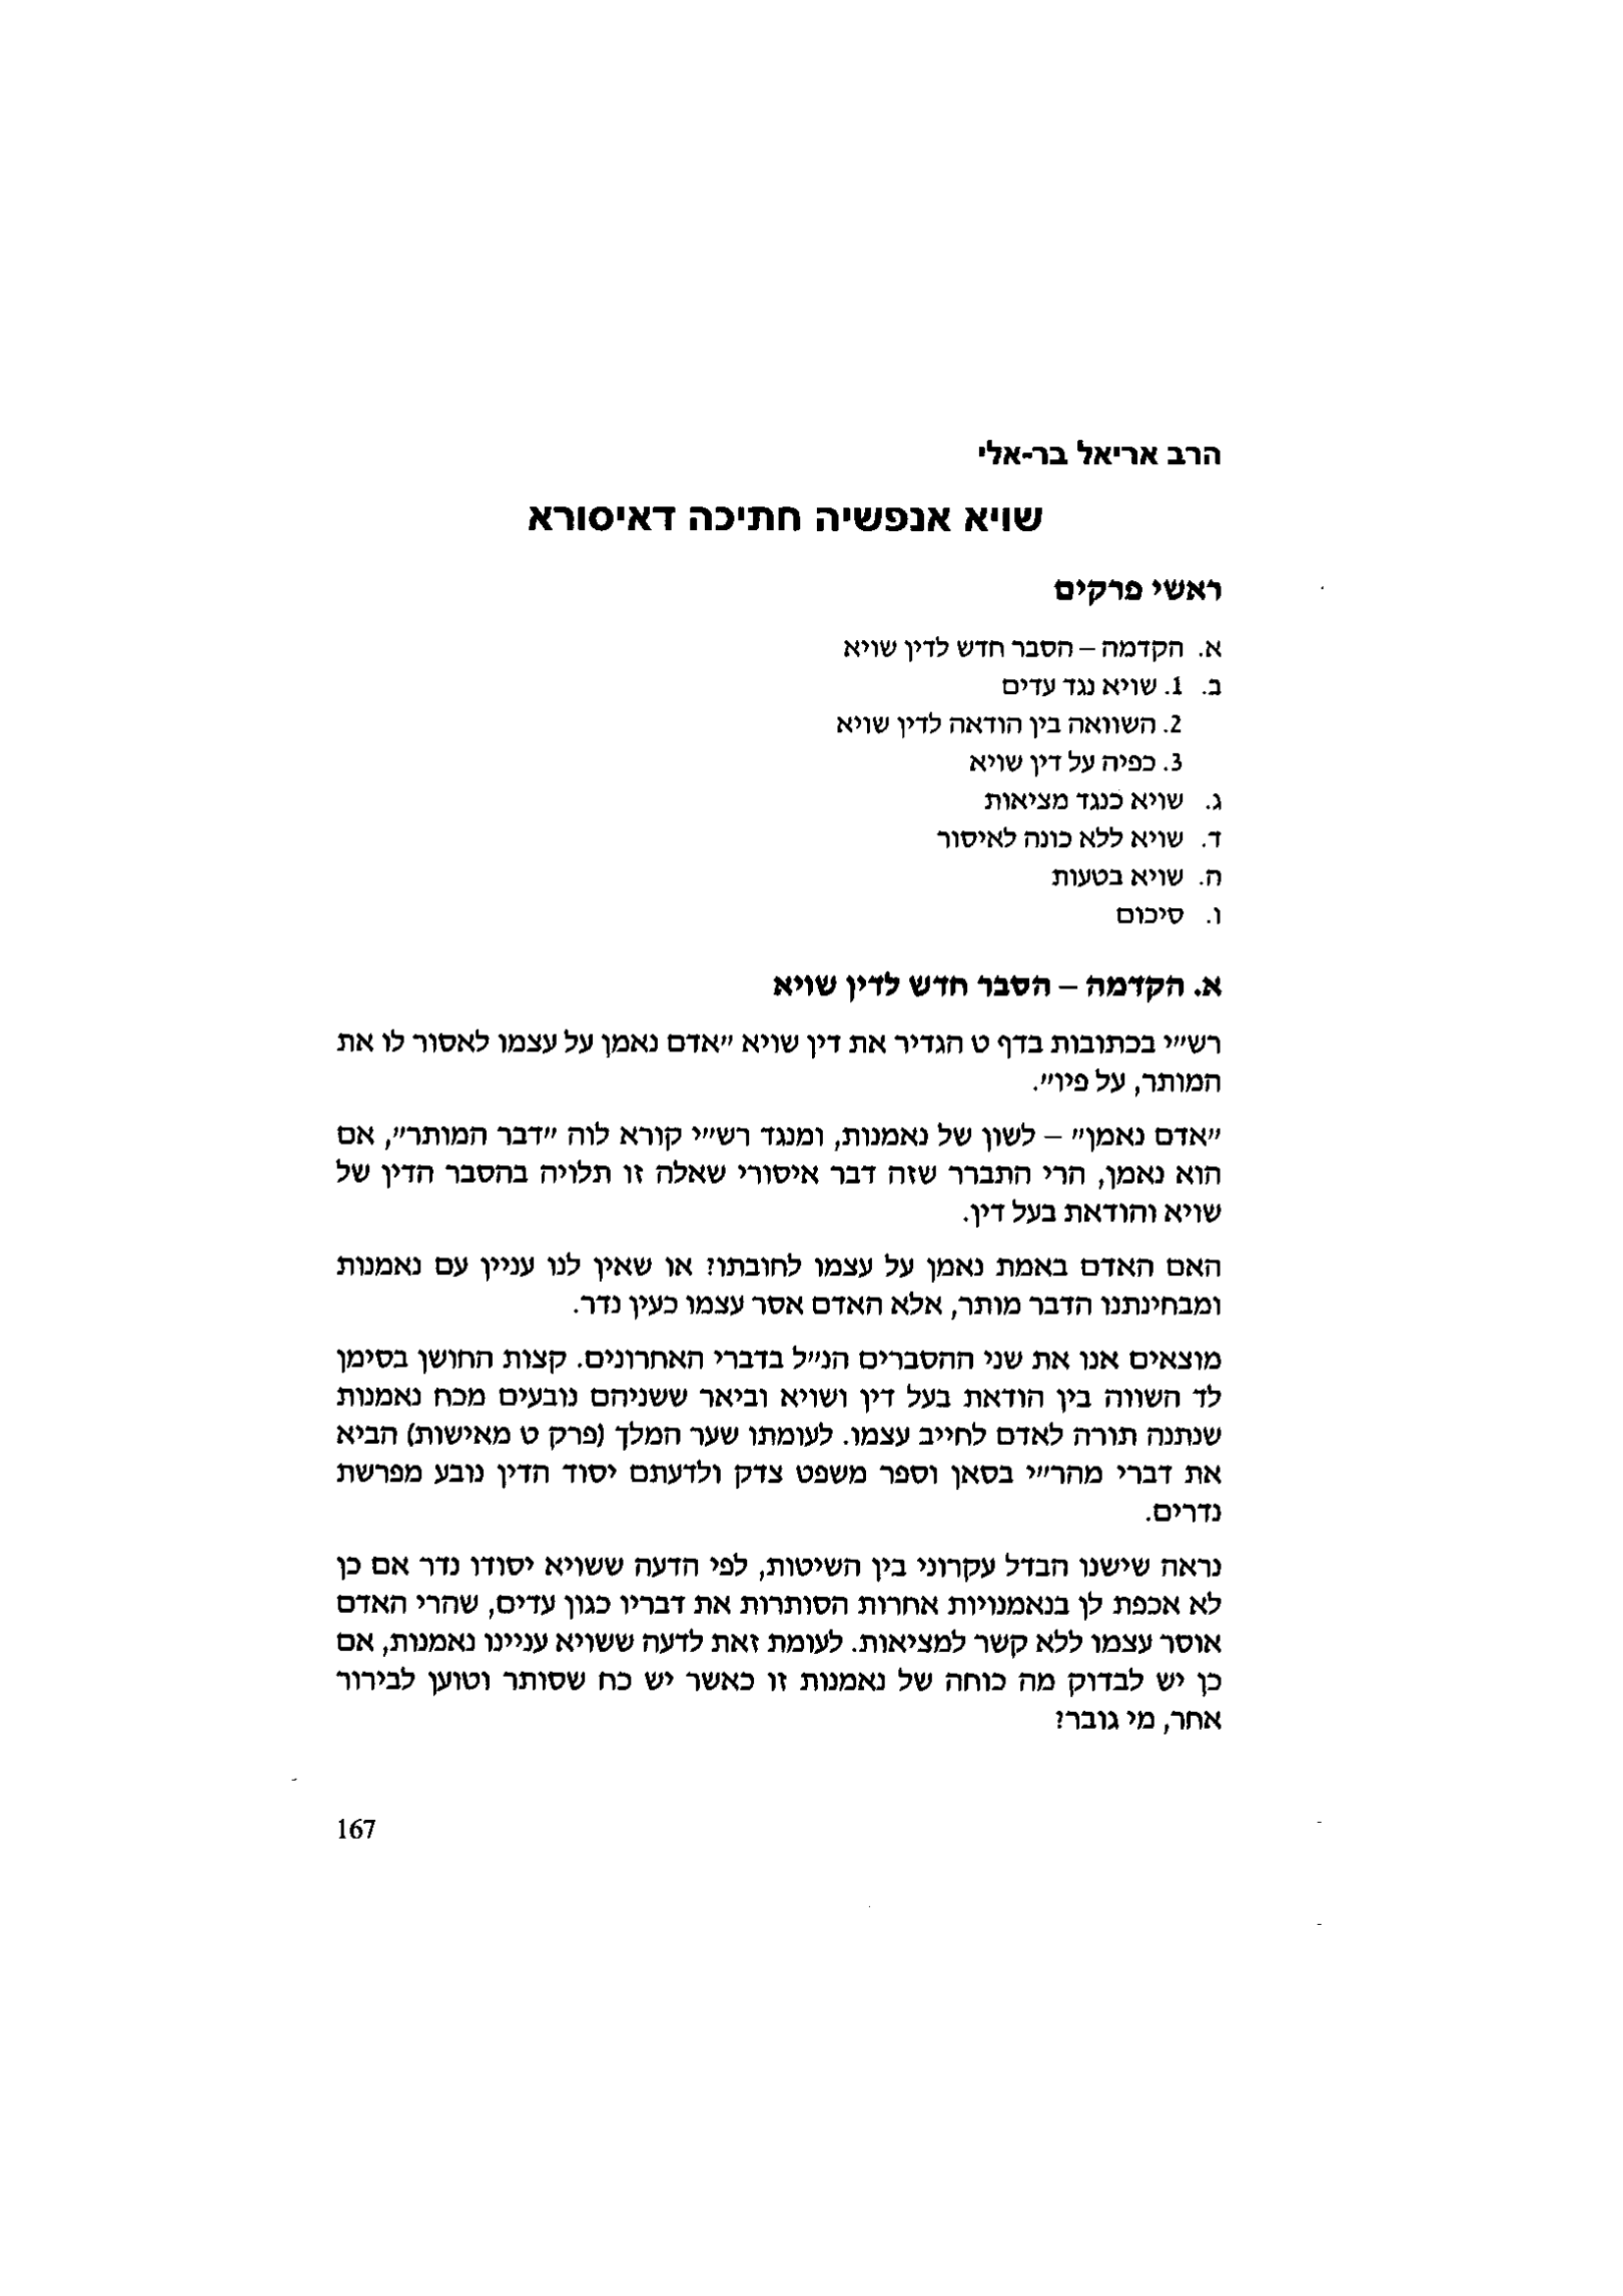 הרב אריאל בר-אלי
שויא אנפשיה חתיכה דאיסורא
ראשי פרקים
א. הקדמה – הסבר חדש לדין שויא
ב. 1. שויא נגד עדים
2. השוואה בין הודאה לדין שויא
3. כפיה על דין שויא
ג. שויא כנגד מציאות
ד. שויא ללא כונה לאיסור
ה. שויא בטעות
ו. סיכום
א. הקדמה – הסבר חדש לדין שויא
רש״י בכתובות בדף ט הגדיר את דין שויא ״אדם נאמן על עצמו לאסור לו את
המותר, על פיו״.
״אדם נאמן״ – לשון של נאמנות, ומנגד רש״י קורא לוה ״דבר המותר״, אם
הוא נאמן, הרי התברר שזה דבר איסורי שאלה זו תלויה בהסבר הדין של
שויא והודאת בעל דין.
האם האדם באמת נאמן על עצמו לחובתו? או שאין לנו עניין עם נאמנות
ומבחינתנו הדבר מותר, אלא האדם אסר עצמו כעין נדר.
מוצאים אנו את שני ההסברים הנ״ל בדברי האחרונים. קצות החושן בסימן
לד השווה בין הודאת בעל דין ושויא וביאר ששניהם נובעים מכח נאמנות
שנתנה תורה לאדם לחייב עצמו. לעומתו שער המלך (פרק ט מאישות) הביא
את דברי מהר״י בסאן וספר משפט צדק ולדעתם יסוד הדין נובע מפרשת
נדרים.
נראה שישנו הבדל עקרוני בין השיטות, לפי הדעה ששויא יסודו נדר אם כן
לא אכפת לן בנאמנויות אחרות הסותרות את דבריו כגון עדים, שהרי האדם
אוסר עצמו ללא קשר למציאות. לעומת זאת לדעה ששויא עניינו נאמנות, אם
כן יש לבדוק מה כוחה של נאמנות זו כאשר יש כח שסותר וטוען לבירור
אחר, מי גובר?
167